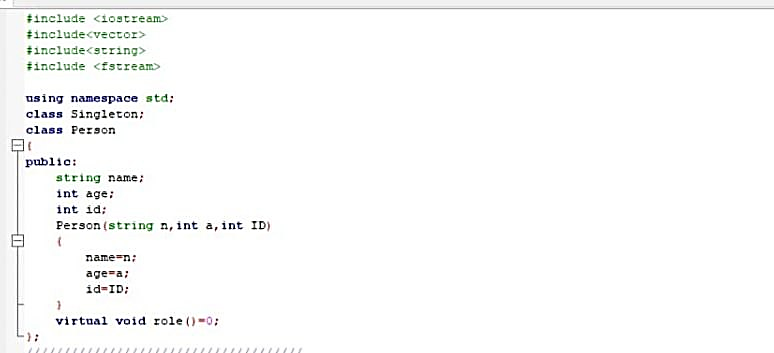 #include <iostream>
#include<vector>
#include<string>
#include <fstream>
using namespace std;
class Singleton;
class Person
{
public:
string name;
int age;
int id;
Person(string n,int a,int ID)
{
name=n;
age=a;
id=ID;
}
virtual void role()=0;
};
/////////////////////////////////////